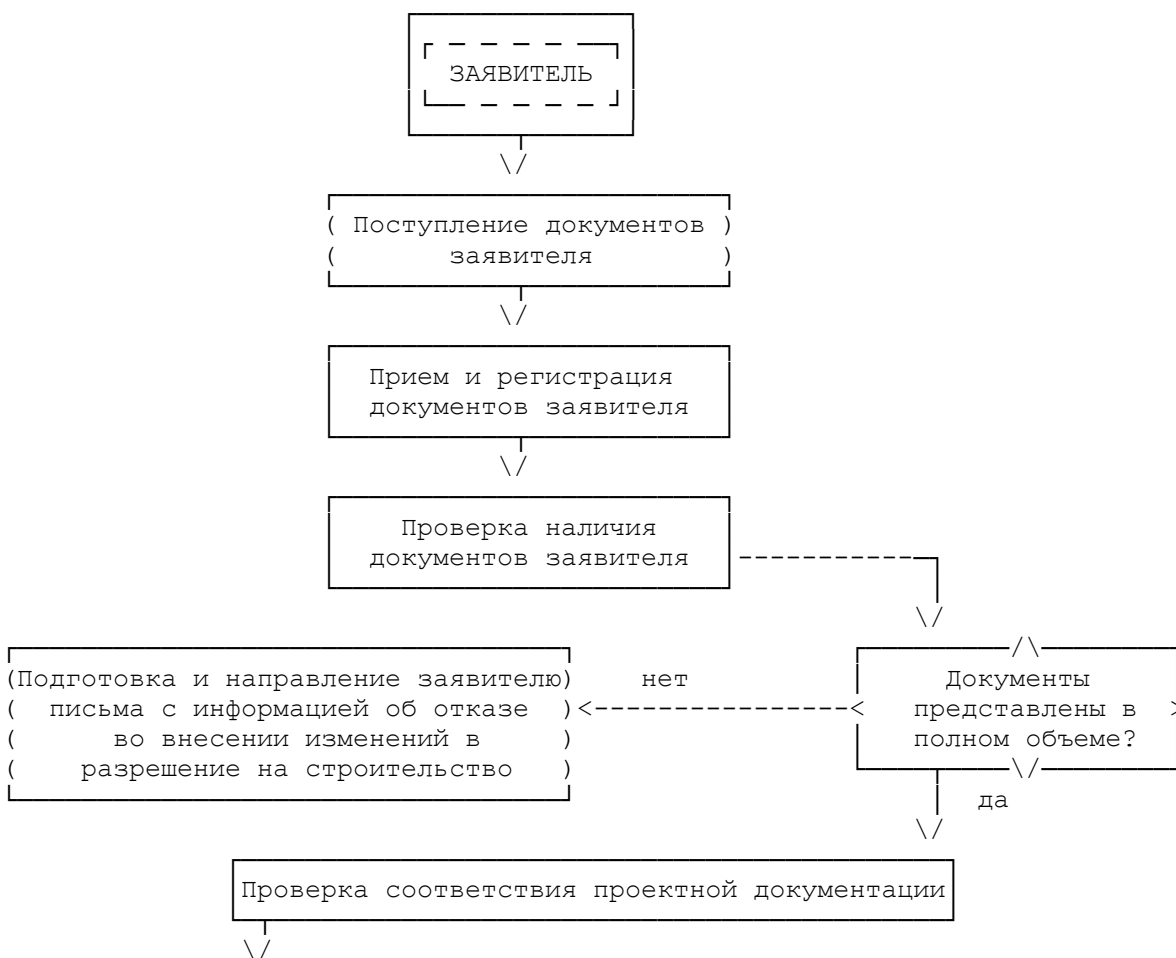 ЗАЯВИТЕЛЬ
( Поступление документов )
( заявителя )
Прием и регистрация
документов заявителя
Проверка наличия
документов заявителя
(Подготовка и направление заявителю)
( письма с информацией об отказе )
( во внесении изменений в )
( разрешение на строительство )
нет
Документы
представлены в
полном объеме?
да
Проверка соответствия проектной документации